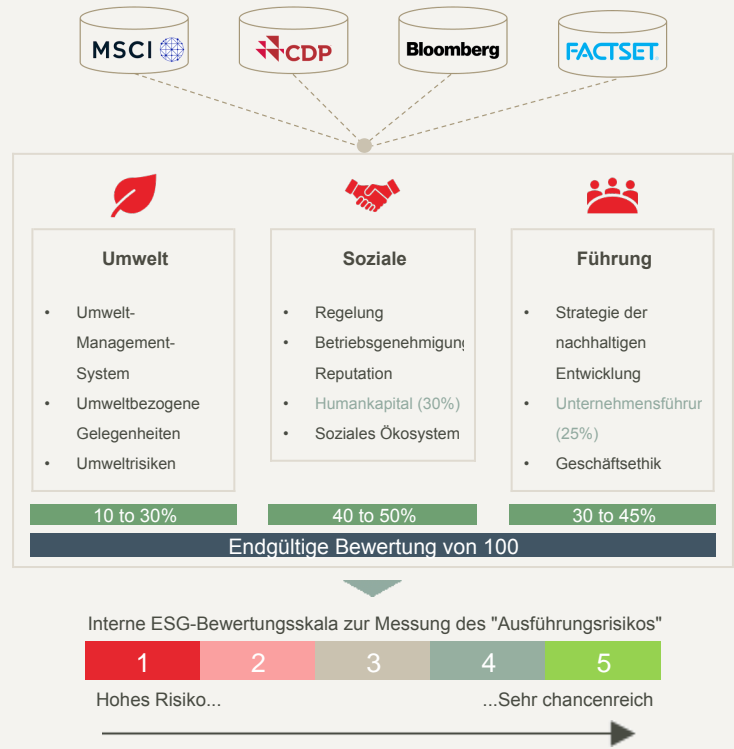 MSCI
CDP
Bloomberg
FACTSET
Umwelt
• Umwelt-
Management-
System
• Umweltbezogene
Gelegenheiten
• Umweltrisiken
Soziale
• Regelung
• Betriebsgenehmigung
Reputation
• Humankapital (30%)
• Soziales Ökosystem
Führung
• Strategie der
nachhaltigen
Entwicklung
• Unternehmensführur
(25%)
• Geschäftsethik
10 to 30%
40 to 50%
30 to 45%
Endgültige Bewertung von 100
Interne ESG-Bewertungsskala zur Messung des "Ausführungsrisikos"
1 2 3 4 5
Hohes Risiko... ...Sehr chancenreich